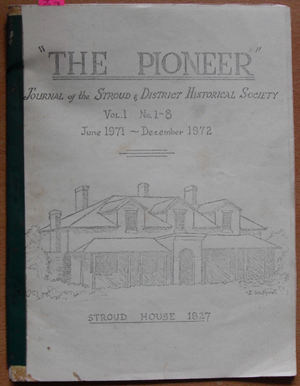 "THE PIONEER"
JOURNAL of the STROUD & DISTRICT HISTORICAL SOCIETY
VOL.1 No. 1-8
June 1971 ~ December 1972
STROUD HOUSE 1827